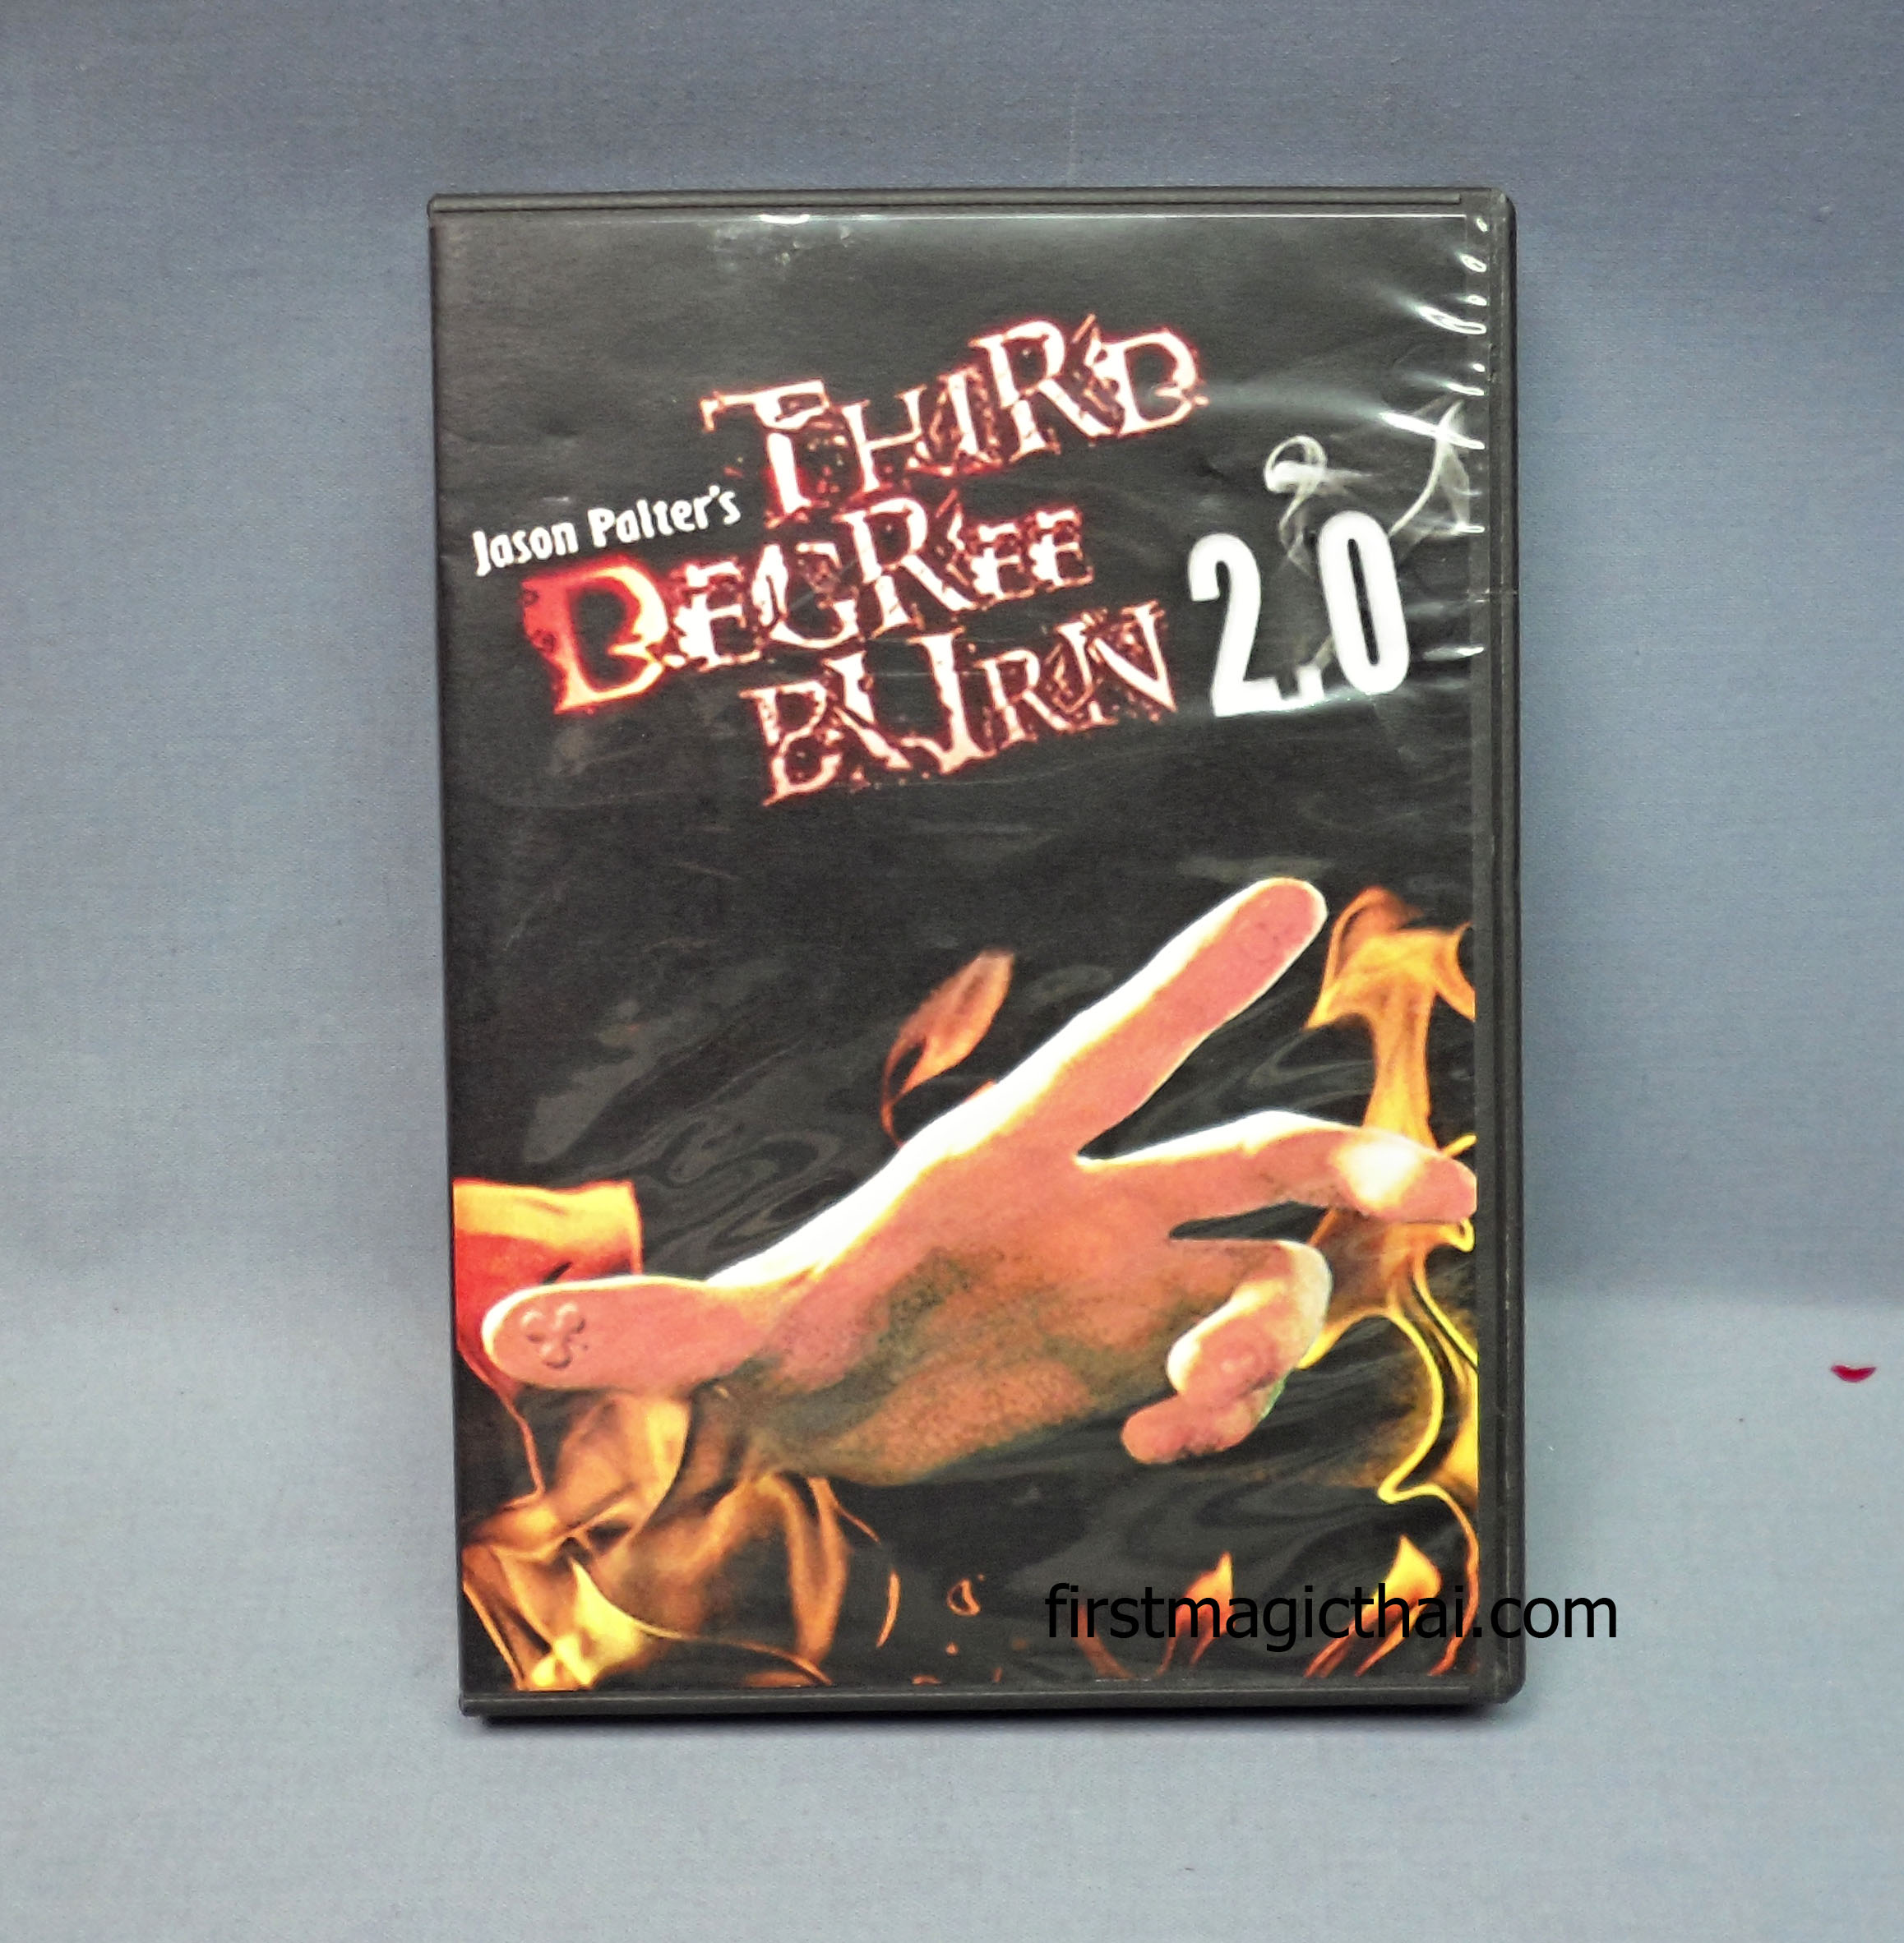 THIRD
Jason Palter's
DEGREE
2.0
BURN
firstmagicthai.com